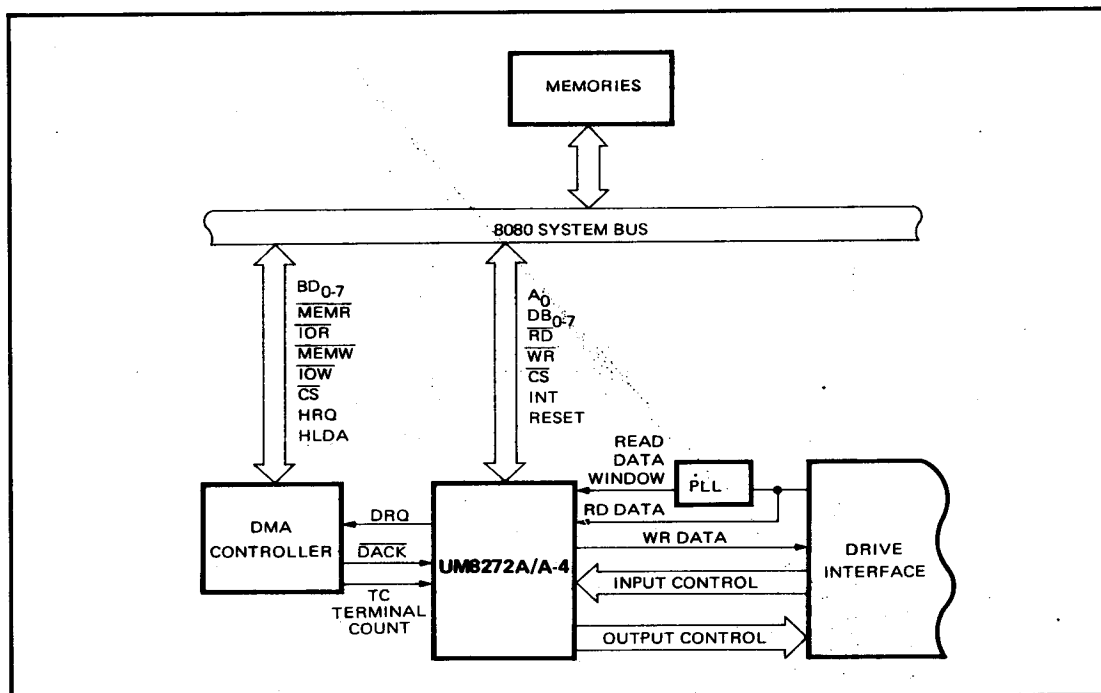 MEMORIES
8080 SYSTEM BUS
BD0-7
MEMR
IOR
MEMW
IOW
CS
HRQ
HLDA
A0
DB0-7
RD
WR
CS
INT
RESET
READ
DATA
WINDOW
PLL
RD DATA
WR DATA
INPUT CONTROL
OUTPUT CONTROL
DRIVE
INTERFACE
DMA
CONTROLLER
DRQ
DACK
TC
TERMINAL
COUNT
UM8272A/A-4